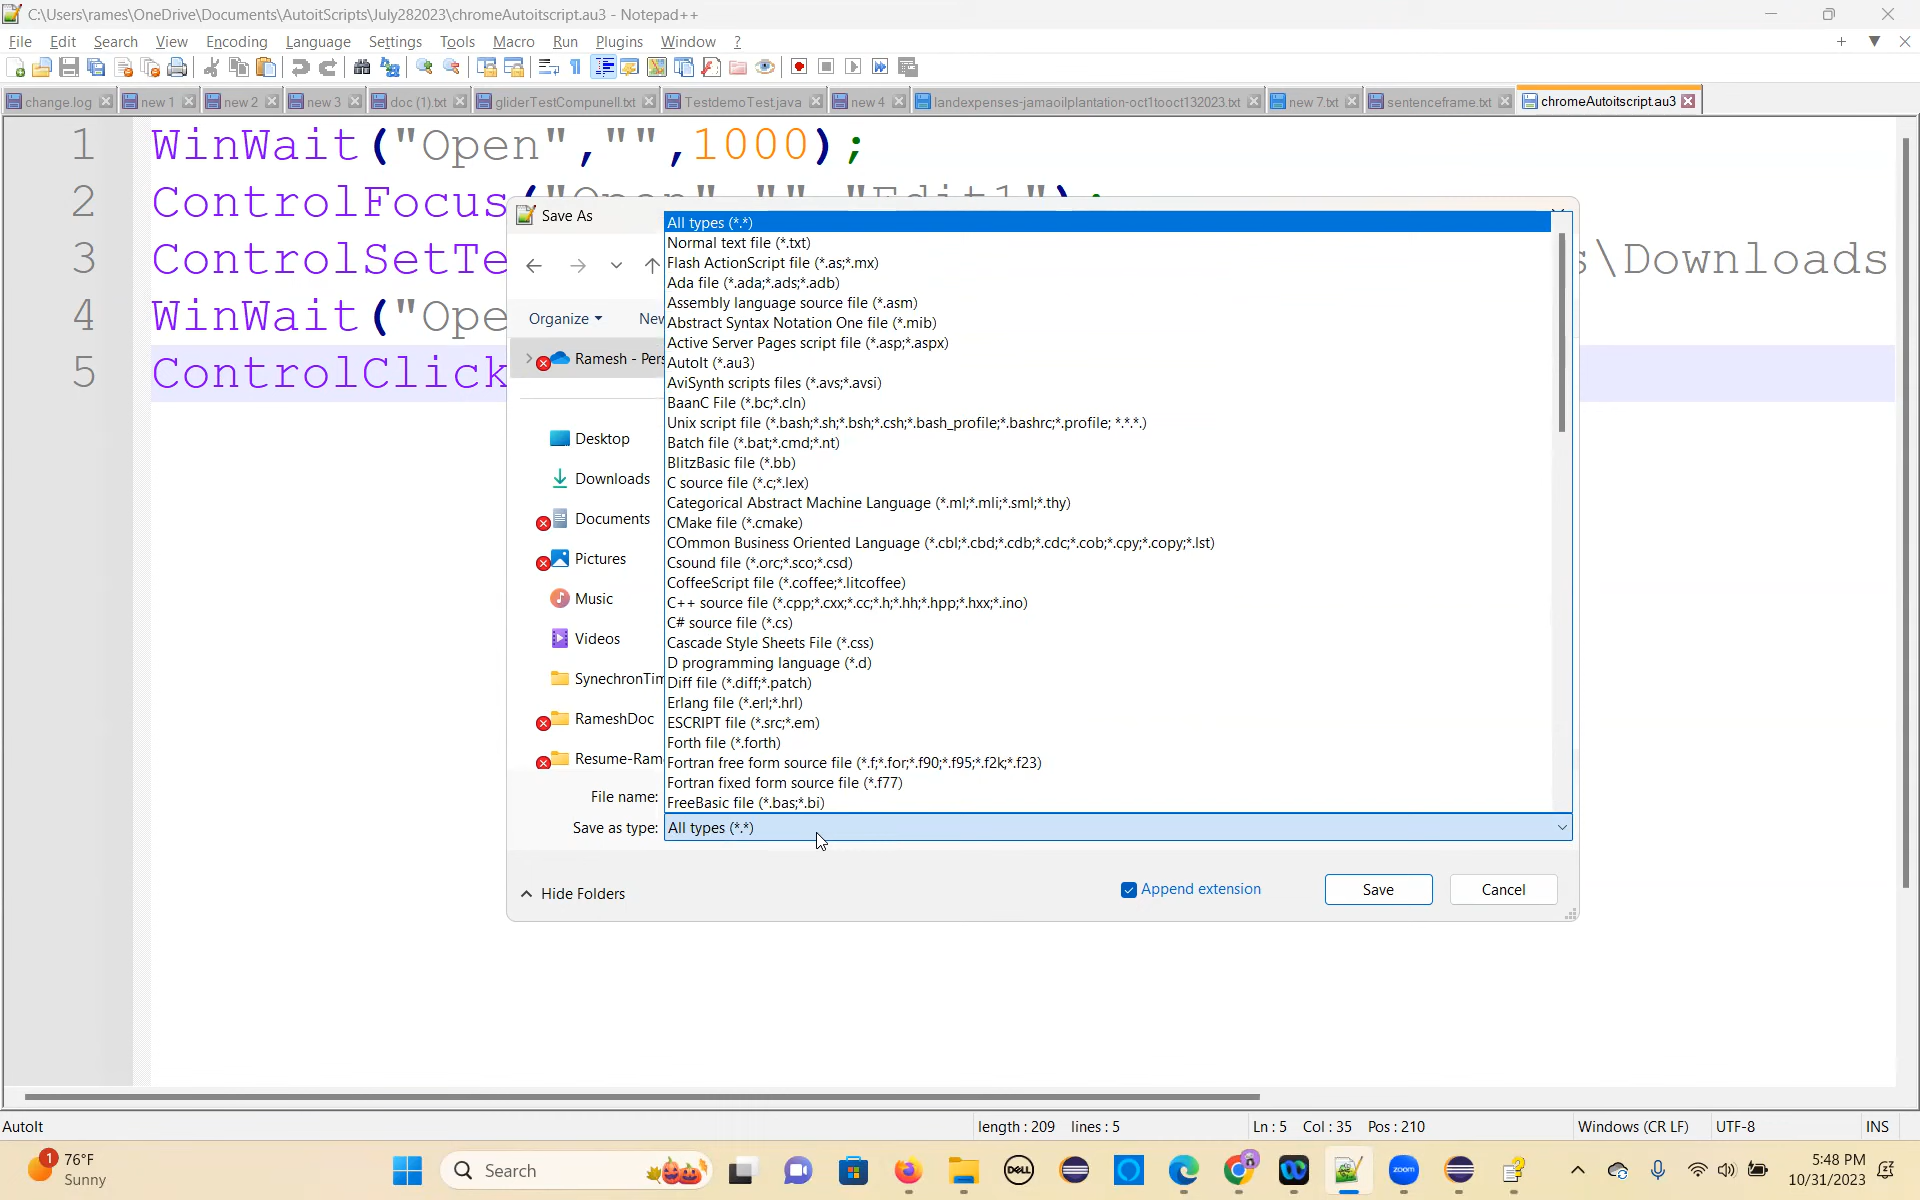 C:\Users\rames\OneDrive\Documents\AutoitScripts\July282023\chromeAutoitscript.au3 - Notepad++
File Edit Search View Encoding Language Settings Tools Macro Run Plugins Window ?
change.log new 1 new 2 new 3 doc (1).txt gliderTestCompunell.txt TestdemoTest.java new 4 landexpenses-jamaoilplantation-oct1tooct132023.txt new 7.txt sentenceframe.txt chromeAutoitscript.au3
1 WinWait("Open","",1000);
2 ControlFocus("Open","","Edit1");
3 ControlSetTe s\Downloads
4 WinWait("Ope
5 ControlClick
Save As
Organize New
Ramesh - Pers
Desktop
Downloads
Documents
Pictures
Music
Videos
SynechronTim
RameshDoc
Resume-Ram
All types (*.*)
Normal text file (*.txt)
Flash ActionScript file (*.as;*.mx)
Ada file (*.ada;*.ads;*.adb)
Assembly language source file (*.asm)
Abstract Syntax Notation One file (*.mib)
Active Server Pages script file (*.asp;*.aspx)
AutoIt (*.au3)
AviSynth scripts files (*.avs;*.avsi)
BaanC File (*.bc;*.cln)
Unix script file (*.bash;*.sh;*.bsh;*.csh;*.bash_profile;*.bashrc;*.profile; *.*.*.)
Batch file (*.bat;*.cmd;*.nt)
BlitzBasic file (*.bb)
C source file (*.c;*.lex)
Categorical Abstract Machine Language (*.ml;*.mli;*.sml;*.thy)
CMake file (*.cmake)
COmmon Business Oriented Language (*.cbl;*.cbd;*.cdb;*.cdc;*.cob;*.cpy;*.copy;*.lst)
Csound file (*.orc;*.sco;*.csd)
CoffeeScript file (*.coffee;*.litcoffee)
C++ source file (*.cpp;*.cxx;*.cc;*.h;*.hh;*.hpp;*.hxx;*.ino)
C# source file (*.cs)
Cascade Style Sheets File (*.css)
D programming language (*.d)
Diff file (*.diff;*.patch)
Erlang file (*.erl;*.hrl)
ESCRIPT file (*.src;*.em)
Forth file (*.forth)
Fortran free form source file (*.f;*.for;*.f90;*.f95;*.f2k;*.f23)
Fortran fixed form source file (*.f77)
FreeBasic file (*.bas;*.bi)
File name:
Save as type: All types (*.*)
Hide Folders Append extension Save Cancel
AutoIt length : 209 lines : 5 Ln : 5 Col : 35 Pos : 210 Windows (CR LF) UTF-8 INS
1 76°F
Sunny
Search
DELL
zoom
5:48 PM
10/31/2023